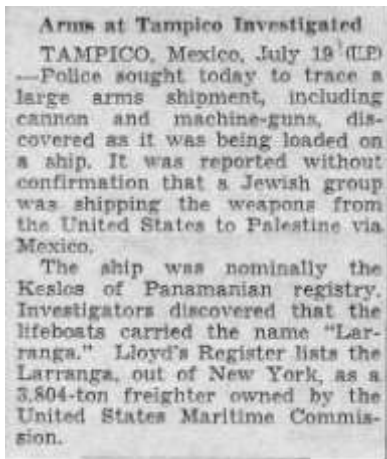 Arms at Tampico Investigated
TAMPICO, Mexico, July 19 (UP)
—Police sought today to trace a
large arms shipment, including
cannon and machine-guns, dis-
covered as it was being loaded on
a ship. It was reported without
confirmation that a Jewish group
was shipping the weapons from
the United States to Palestine via
Mexico.
The ship was nominally the
Keslos of Panamanian registry.
Investigators discovered that the
lifeboats carried the name "Lar-
ranga." Lloyd's Register lists the
Larranga, out of New York, as a
3,804-ton freighter owned by the
United States Maritime Commis-
sion.